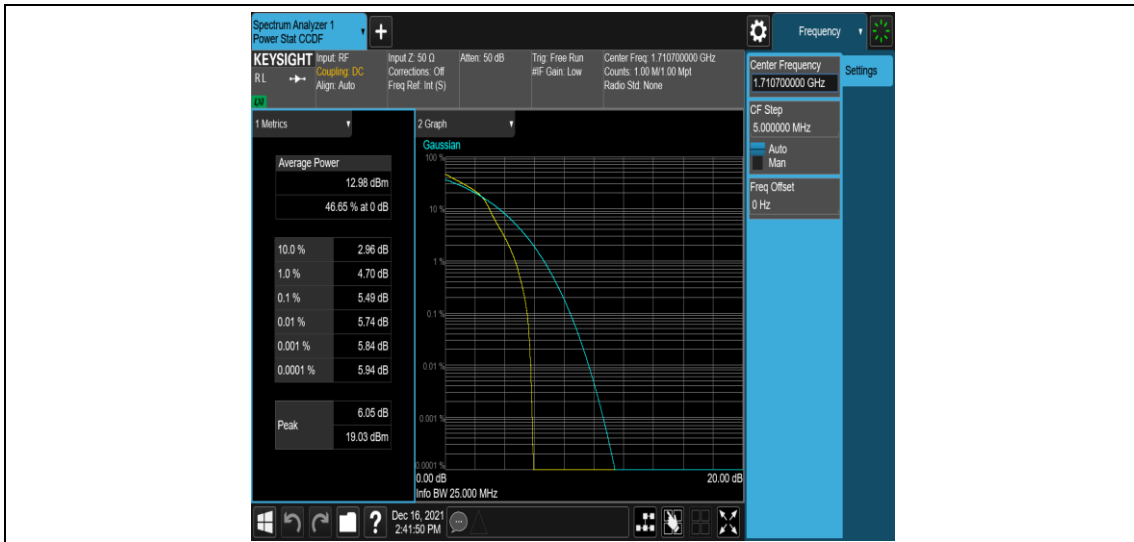 Spectrum Analyzer 1
Power Stat CCDF
+
Frequency
KEYSIGHT
RL
LXI
Input: RF
Coupling: DC
Align: Auto
Input Z: 50 Ω
Corrections: Off
Freq Ref: Int (S)
Atten: 50 dB
Trig: Free Run
#IF Gain: Low
Center Freq: 1.710700000 GHz
Counts: 1.00 M/1.00 Mpt
Radio Std: None
Center Frequency
1.710700000 GHz
Settings
CF Step
5.000000 MHz
Auto
Man
Freq Offset
0 Hz
1 Metrics
Average Power
12.98 dBm
46.65 % at 0 dB
10.0 % 2.96 dB
1.0 % 4.70 dB
0.1 % 5.49 dB
0.01 % 5.74 dB
0.001 % 5.84 dB
0.0001 % 5.94 dB
Peak
6.05 dB
19.03 dBm
2 Graph
Gaussian
100 %
10 %
1 %
0.1 %
0.01 %
0.001 %
0.0001 %
0.00 dB 20.00 dB
Info BW 25.000 MHz
?
Dec 16, 2021
2:41:50 PM